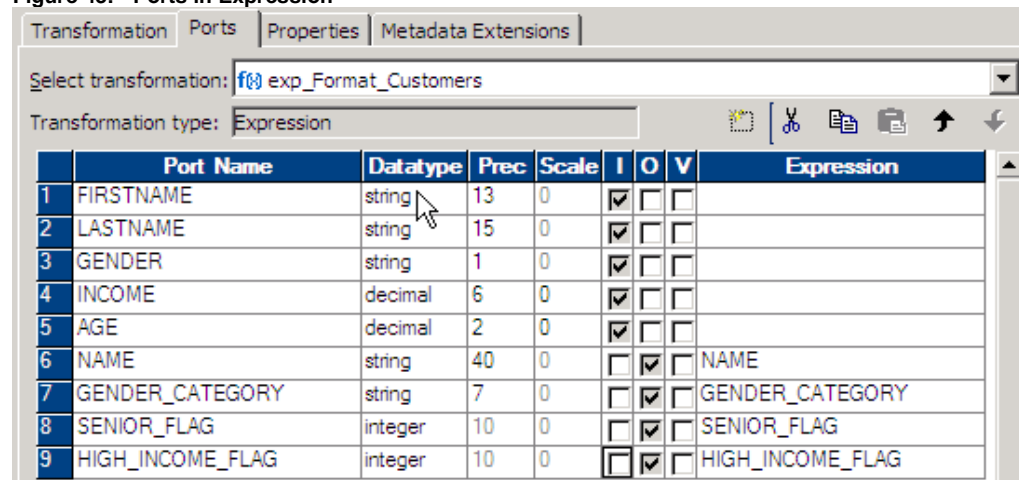 Figure 43. Ports in Expression
Transformation Ports Properties Metadata Extensions
Select transformation: f(x) exp_Format_Customers
Transformation type: Expression
Port Name Datatype Prec Scale I O V Expression
1 FIRSTNAME string 13 0
2 LASTNAME string 15 0
3 GENDER string 1 0
4 INCOME decimal 6 0
5 AGE decimal 2 0
6 NAME string 40 0 NAME
7 GENDER_CATEGORY string 7 0 GENDER_CATEGORY
8 SENIOR_FLAG integer 10 0 SENIOR_FLAG
9 HIGH_INCOME_FLAG integer 10 0 HIGH_INCOME_FLAG